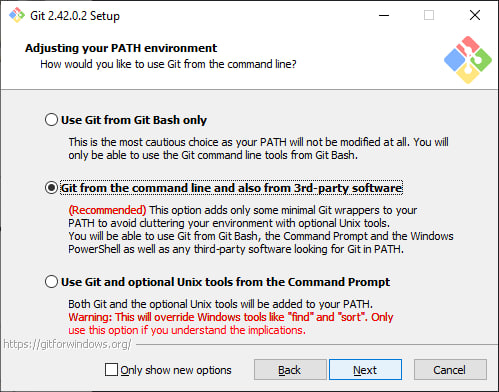 Git 2.42.0.2 Setup
Adjusting your PATH environment
How would you like to use Git from the command line?
Use Git from Git Bash only
This is the most cautious choice as your PATH will not be modified at all. You will
only be able to use the Git command line tools from Git Bash.
Git from the command line and also from 3rd-party software
(Recommended) This option adds only some minimal Git wrappers to your
PATH to avoid cluttering your environment with optional Unix tools.
You will be able to use Git from Git Bash, the Command Prompt and the Windows
PowerShell as well as any third-party software looking for Git in PATH.
Use Git and optional Unix tools from the Command Prompt
Both Git and the optional Unix tools will be added to your PATH.
Warning: This will override Windows tools like "find" and "sort". Only
use this option if you understand the implications.
https://gitforwindows.org/
Only show new options
Back
Next
Cancel